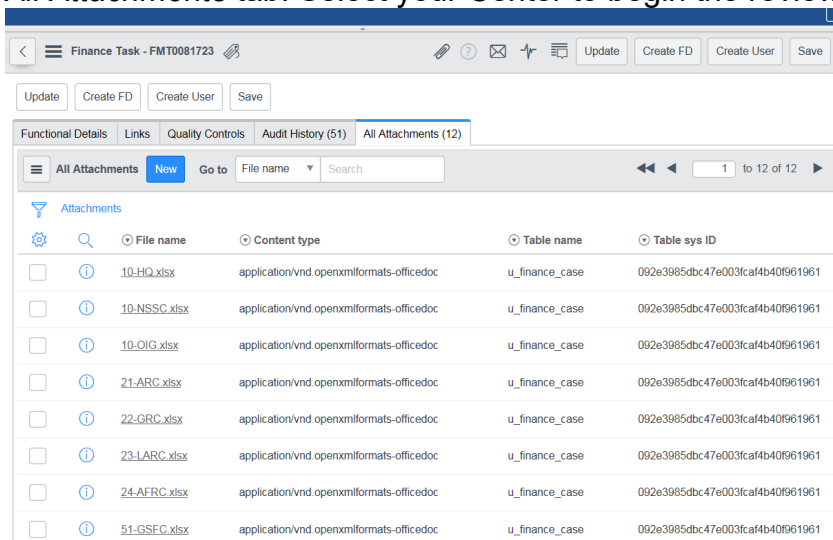 All Attachments tab. Select your Center to begin the review
Finance Task - FMT0081723 Update Create FD Create User Save
Update Create FD Create User Save
Functional Details Links Quality Controls Audit History (51) All Attachments (12)
All Attachments New Go to File name Search 1 to 12 of 12
Attachments
File name Content type Table name Table sys ID
10-HQ.xlsx application/vnd.openxmlformats-officedoc u_finance_case 092e3985dbc47e003fcaf4b40f961961
10-NSSC.xlsx application/vnd.openxmlformats-officedoc u_finance_case 092e3985dbc47e003fcaf4b40f961961
10-OIG.xlsx application/vnd.openxmlformats-officedoc u_finance_case 092e3985dbc47e003fcaf4b40f961961
21-ARC.xlsx application/vnd.openxmlformats-officedoc u_finance_case 092e3985dbc47e003fcaf4b40f961961
22-GRC.xlsx application/vnd.openxmlformats-officedoc u_finance_case 092e3985dbc47e003fcaf4b40f961961
23-LARC.xlsx application/vnd.openxmlformats-officedoc u_finance_case 092e3985dbc47e003fcaf4b40f961961
24-AFRC.xlsx application/vnd.openxmlformats-officedoc u_finance_case 092e3985dbc47e003fcaf4b40f961961
51-GSFC.xlsx application/vnd.openxmlformats-officedoc u_finance_case 092e3985dbc47e003fcaf4b40f961961